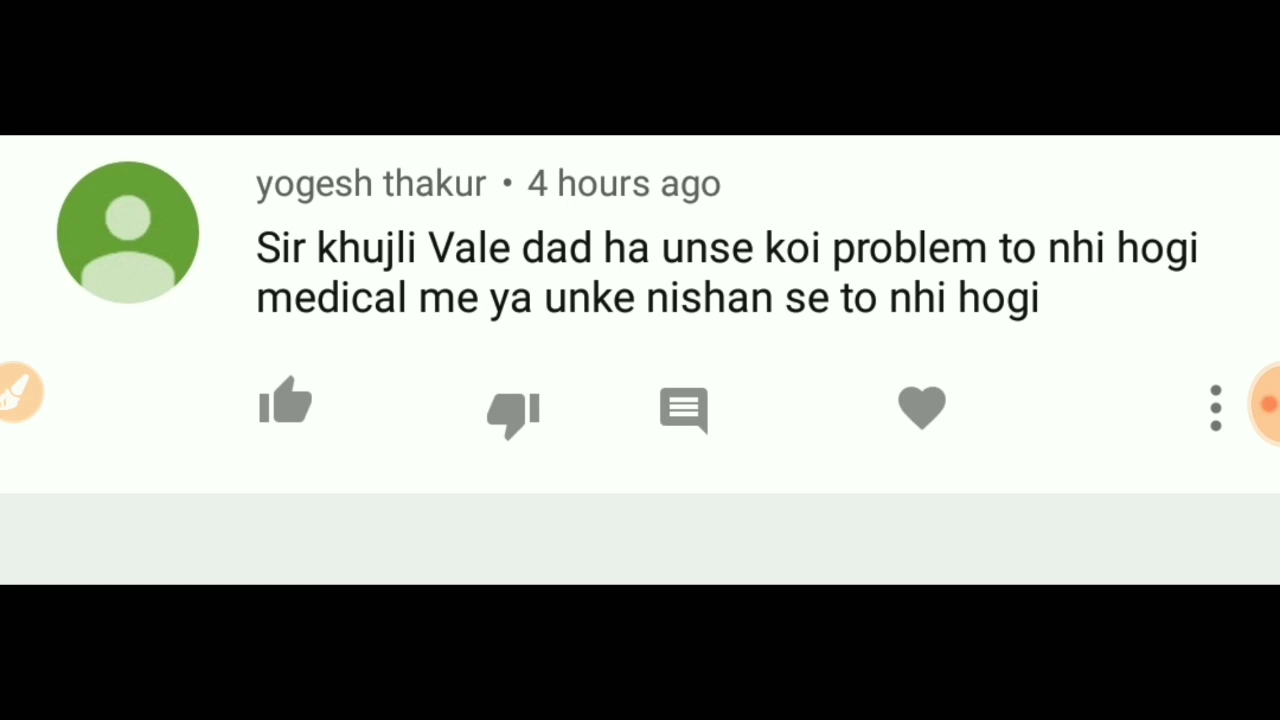 yogesh thakur • 4 hours ago
Sir khujli Vale dad ha unse koi problem to nhi hogi
medical me ya unke nishan se to nhi hogi